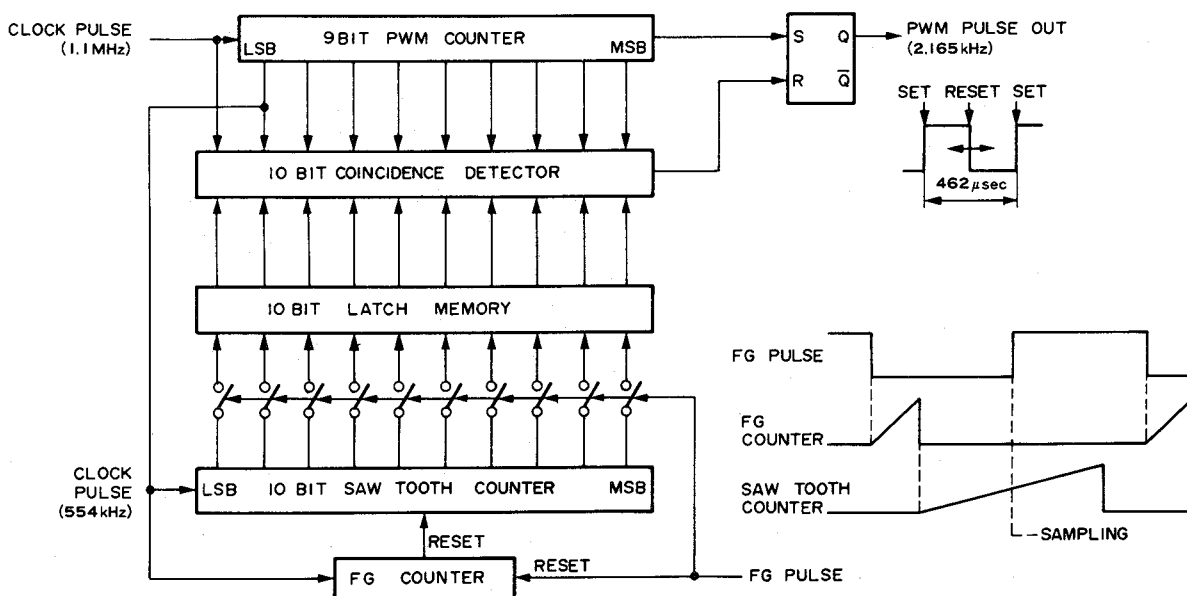 CLOCK PULSE
(1.1MHz)
9BIT PWM COUNTER
LSB
MSB
S Q
R Q̅
PWM PULSE OUT
(2.165kHz)
SET RESET SET
462µsec
10 BIT COINCIDENCE DETECTOR
10 BIT LATCH MEMORY
CLOCK
PULSE
(554kHz)
LSB 10 BIT SAW TOOTH COUNTER MSB
RESET
FG COUNTER
RESET
FG PULSE
FG PULSE
FG
COUNTER
SAW TOOTH
COUNTER
SAMPLING